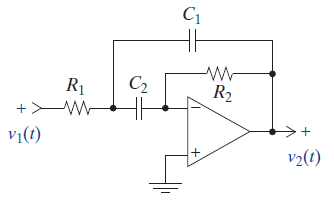 C₁
R₁
C₂
R₂
+
v₁(t)
−
+
+
v₂(t)